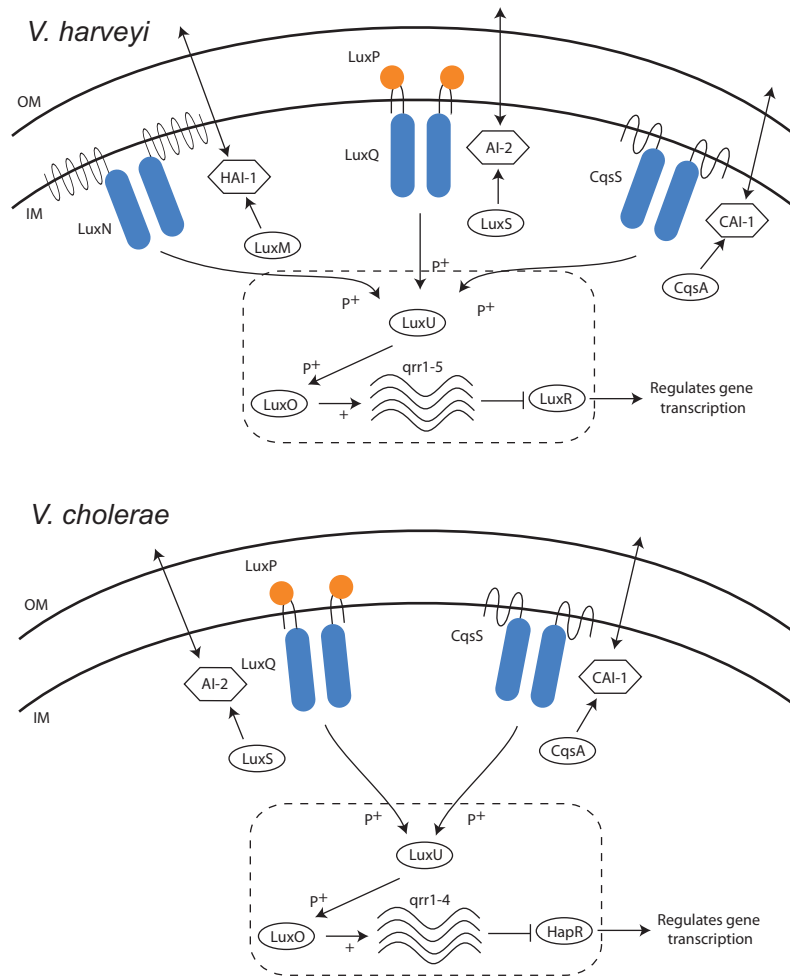 V. harveyi
LuxP
OM
LuxQ
AI-2
HAI-1
CqsS
IM
LuxN
LuxM
LuxS
CAI-1
CqsA
P+
P+
P+
LuxU
P+
qrr1-5
LuxO
+
LuxR
Regulates gene
transcription
V. cholerae
LuxP
OM
CqsS
LuxQ
AI-2
CAI-1
IM
LuxS
CqsA
P+
P+
LuxU
P+
qrr1-4
LuxO
+
HapR
Regulates gene
transcription